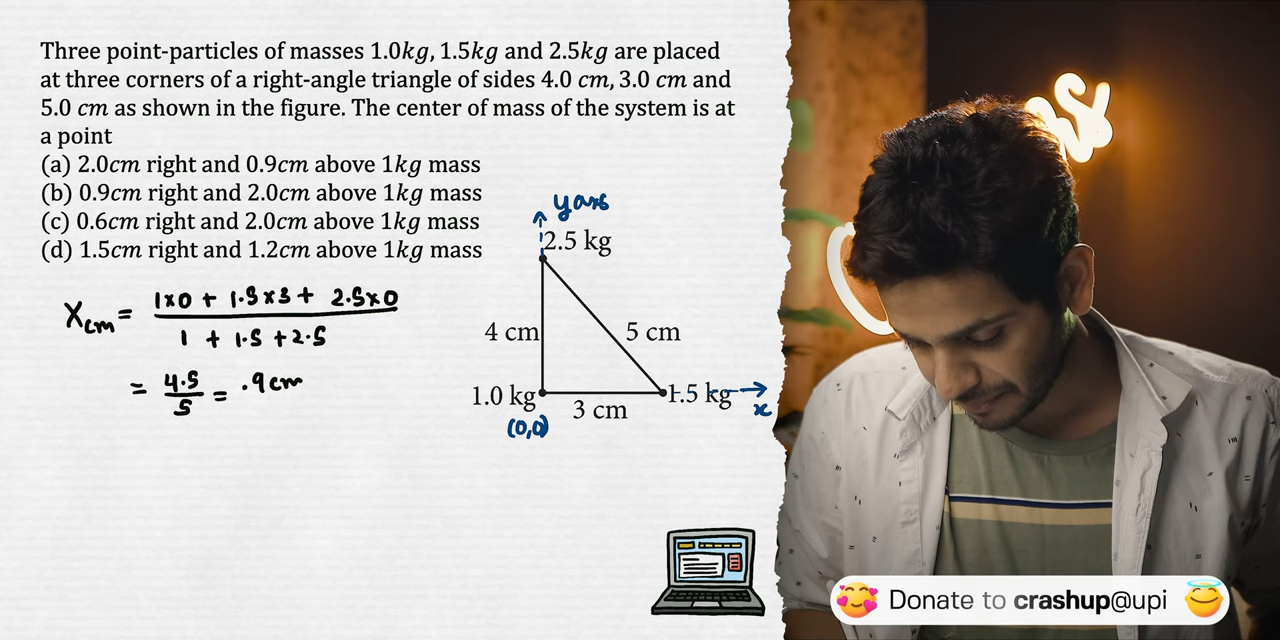 Three point-particles of masses 1.0kg, 1.5kg and 2.5kg are placed
at three corners of a right-angle triangle of sides 4.0 cm, 3.0 cm and
5.0 cm as shown in the figure. The center of mass of the system is at
a point
(a) 2.0cm right and 0.9cm above 1kg mass
(b) 0.9cm right and 2.0cm above 1kg mass
(c) 0.6cm right and 2.0cm above 1kg mass
(d) 1.5cm right and 1.2cm above 1kg mass
y axis
2.5 kg
4 cm
5 cm
1.0 kg
1.5 kg
x
3 cm
(0,0)
Xcm = 1×0 + 1.5×3 + 2.5×0
1 + 1.5 + 2.5
= 4.5/5 = .9 cm
Donate to crashup@upi